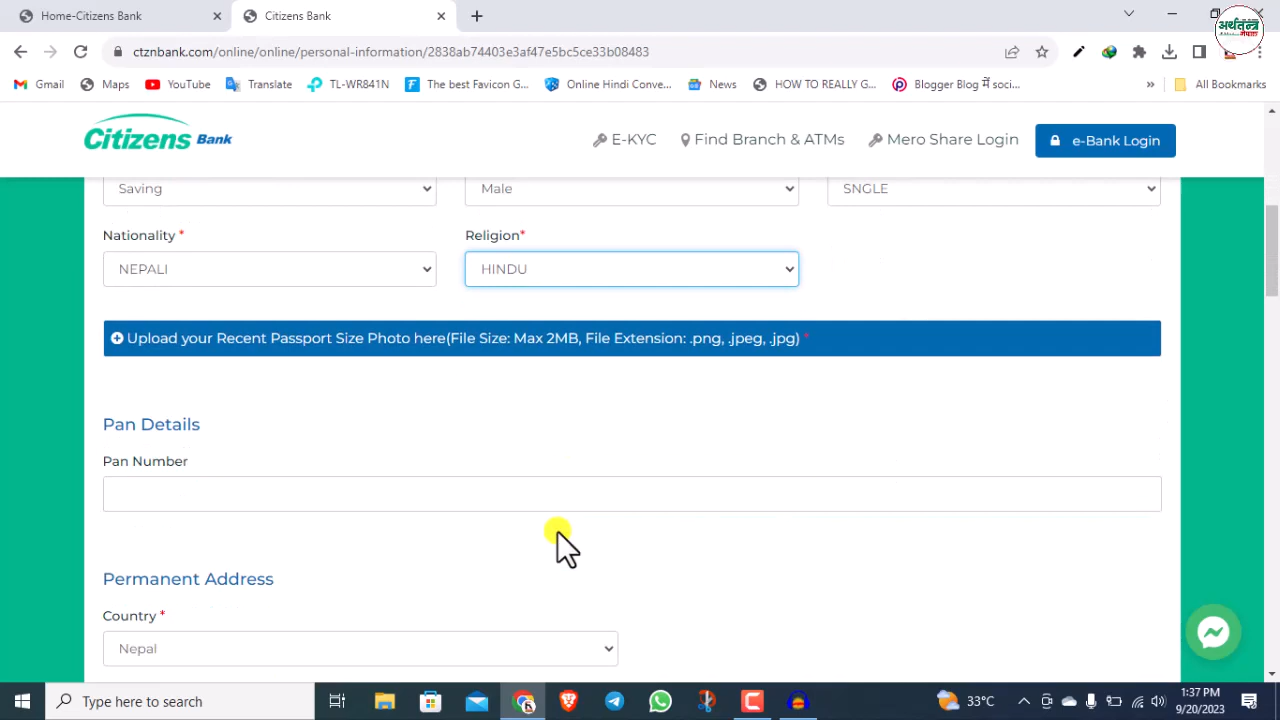 Home-Citizens Bank
Citizens Bank
अर्थतन्त्र
नेपाल
ctznbank.com/online/online/personal-information/2838ab74403e3af47e5bc5ce33b08483
Gmail
Maps
YouTube
Translate
TL-WR841N
The best Favicon G...
Online Hindi Conve...
News
HOW TO REALLY G...
Blogger Blog में soci...
»
All Bookmarks
Citizens Bank
E-KYC
Find Branch & ATMs
Mero Share Login
e-Bank Login
Saving
Male
SNGLE
Nationality *
Religion*
NEPALI
HINDU
Upload your Recent Passport Size Photo here(File Size: Max 2MB, File Extension: .png, .jpeg, .jpg) *
Pan Details
Pan Number
Permanent Address
Country *
Nepal
Type here to search
33°C
1:37 PM
9/20/2023